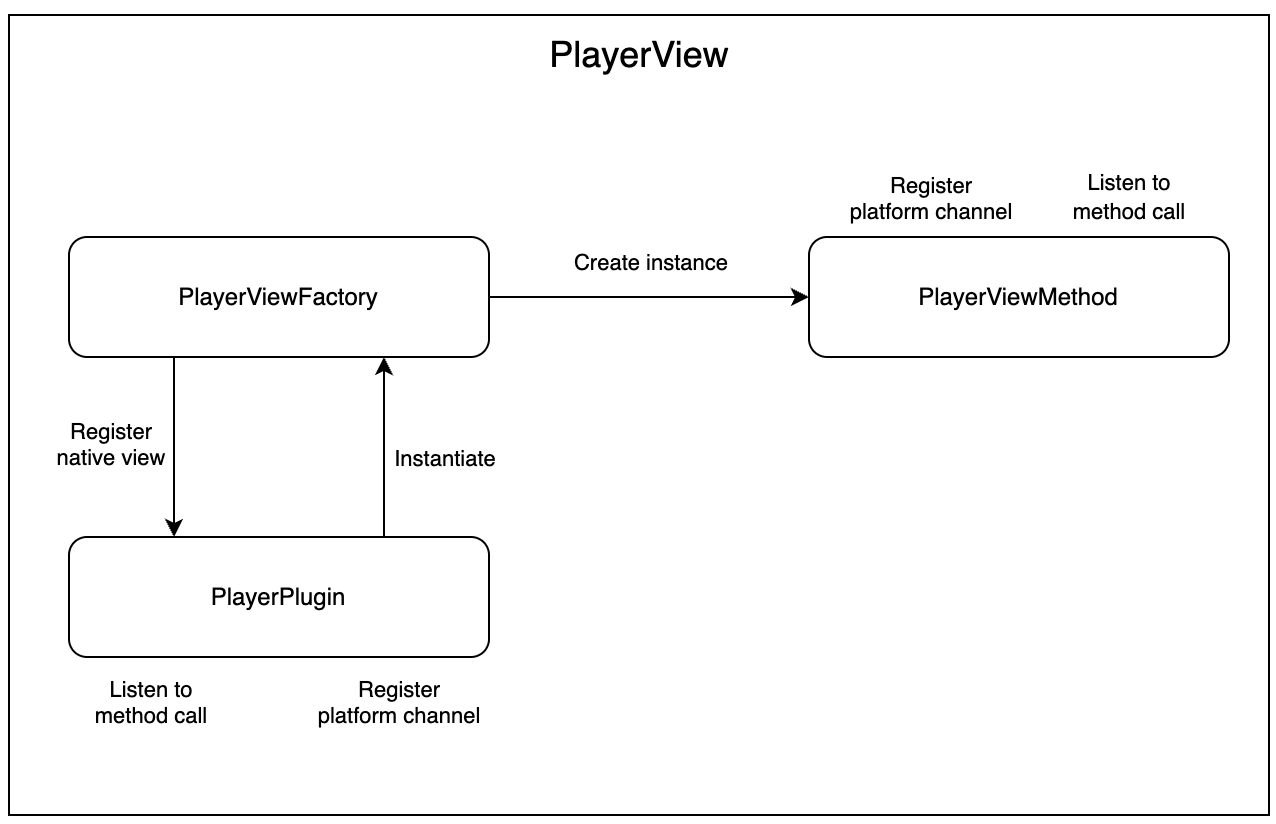 PlayerView
Register
platform channel
Listen to
method call
PlayerViewFactory
Create instance
PlayerViewMethod
Register
native view
Instantiate
PlayerPlugin
Listen to
method call
Register
platform channel